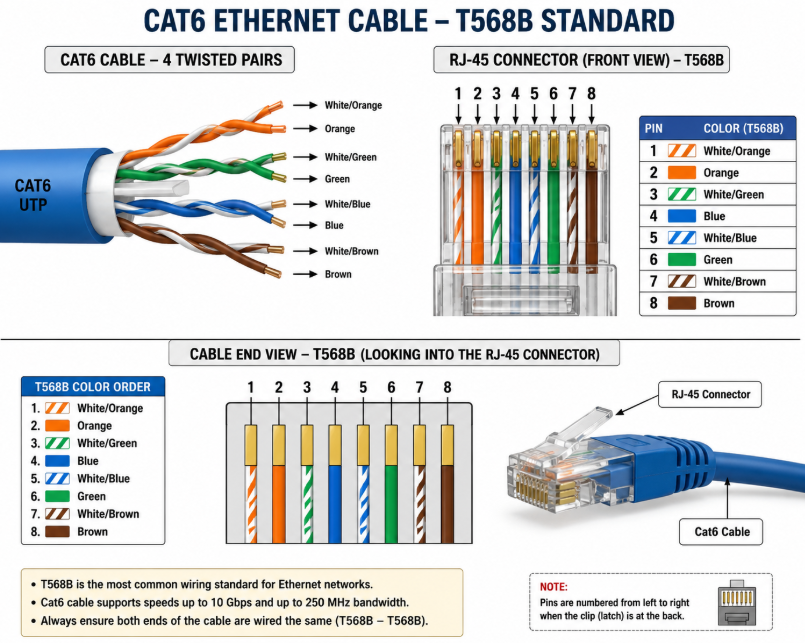 CAT6 ETHERNET CABLE – T568B STANDARD
CAT6 CABLE – 4 TWISTED PAIRS
White/Orange
Orange
White/Green
Green
White/Blue
Blue
White/Brown
Brown
CAT6
UTP
RJ-45 CONNECTOR (FRONT VIEW) – T568B
1 2 3 4 5 6 7 8
PIN COLOR (T568B)
1 White/Orange
2 Orange
3 White/Green
4 Blue
5 White/Blue
6 Green
7 White/Brown
8 Brown
CABLE END VIEW – T568B (LOOKING INTO THE RJ-45 CONNECTOR)
T568B COLOR ORDER
1. White/Orange
2. Orange
3. White/Green
4. Blue
5. White/Blue
6. Green
7. White/Brown
8. Brown
1 2 3 4 5 6 7 8
RJ-45 Connector
Cat6 Cable
• T568B is the most common wiring standard for Ethernet networks.
• Cat6 cable supports speeds up to 10 Gbps and up to 250 MHz bandwidth.
• Always ensure both ends of the cable are wired the same (T568B – T568B).
NOTE:
Pins are numbered from left to right
when the clip (latch) is at the back.